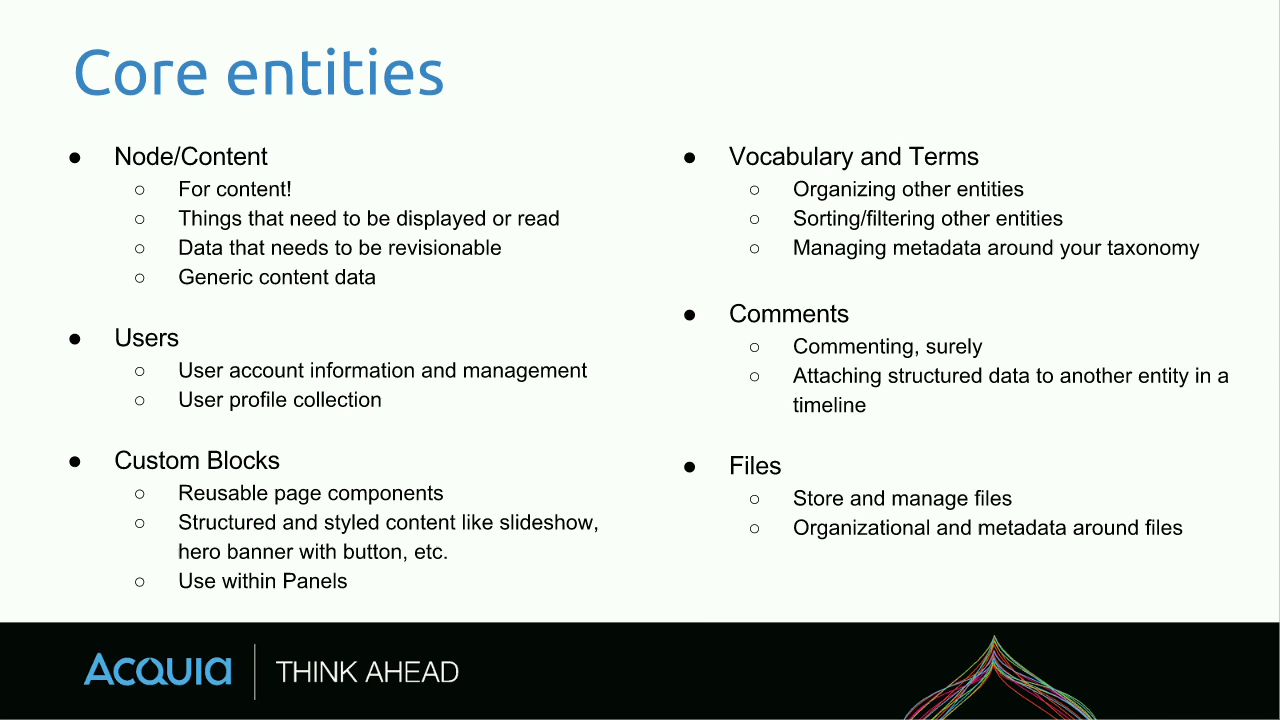 Core entities
● Node/Content
○ For content!
○ Things that need to be displayed or read
○ Data that needs to be revisionable
○ Generic content data
● Users
○ User account information and management
○ User profile collection
● Custom Blocks
○ Reusable page components
○ Structured and styled content like slideshow,
hero banner with button, etc.
○ Use within Panels
● Vocabulary and Terms
○ Organizing other entities
○ Sorting/filtering other entities
○ Managing metadata around your taxonomy
● Comments
○ Commenting, surely
○ Attaching structured data to another entity in a
timeline
● Files
○ Store and manage files
○ Organizational and metadata around files
Acquia
THINK AHEAD